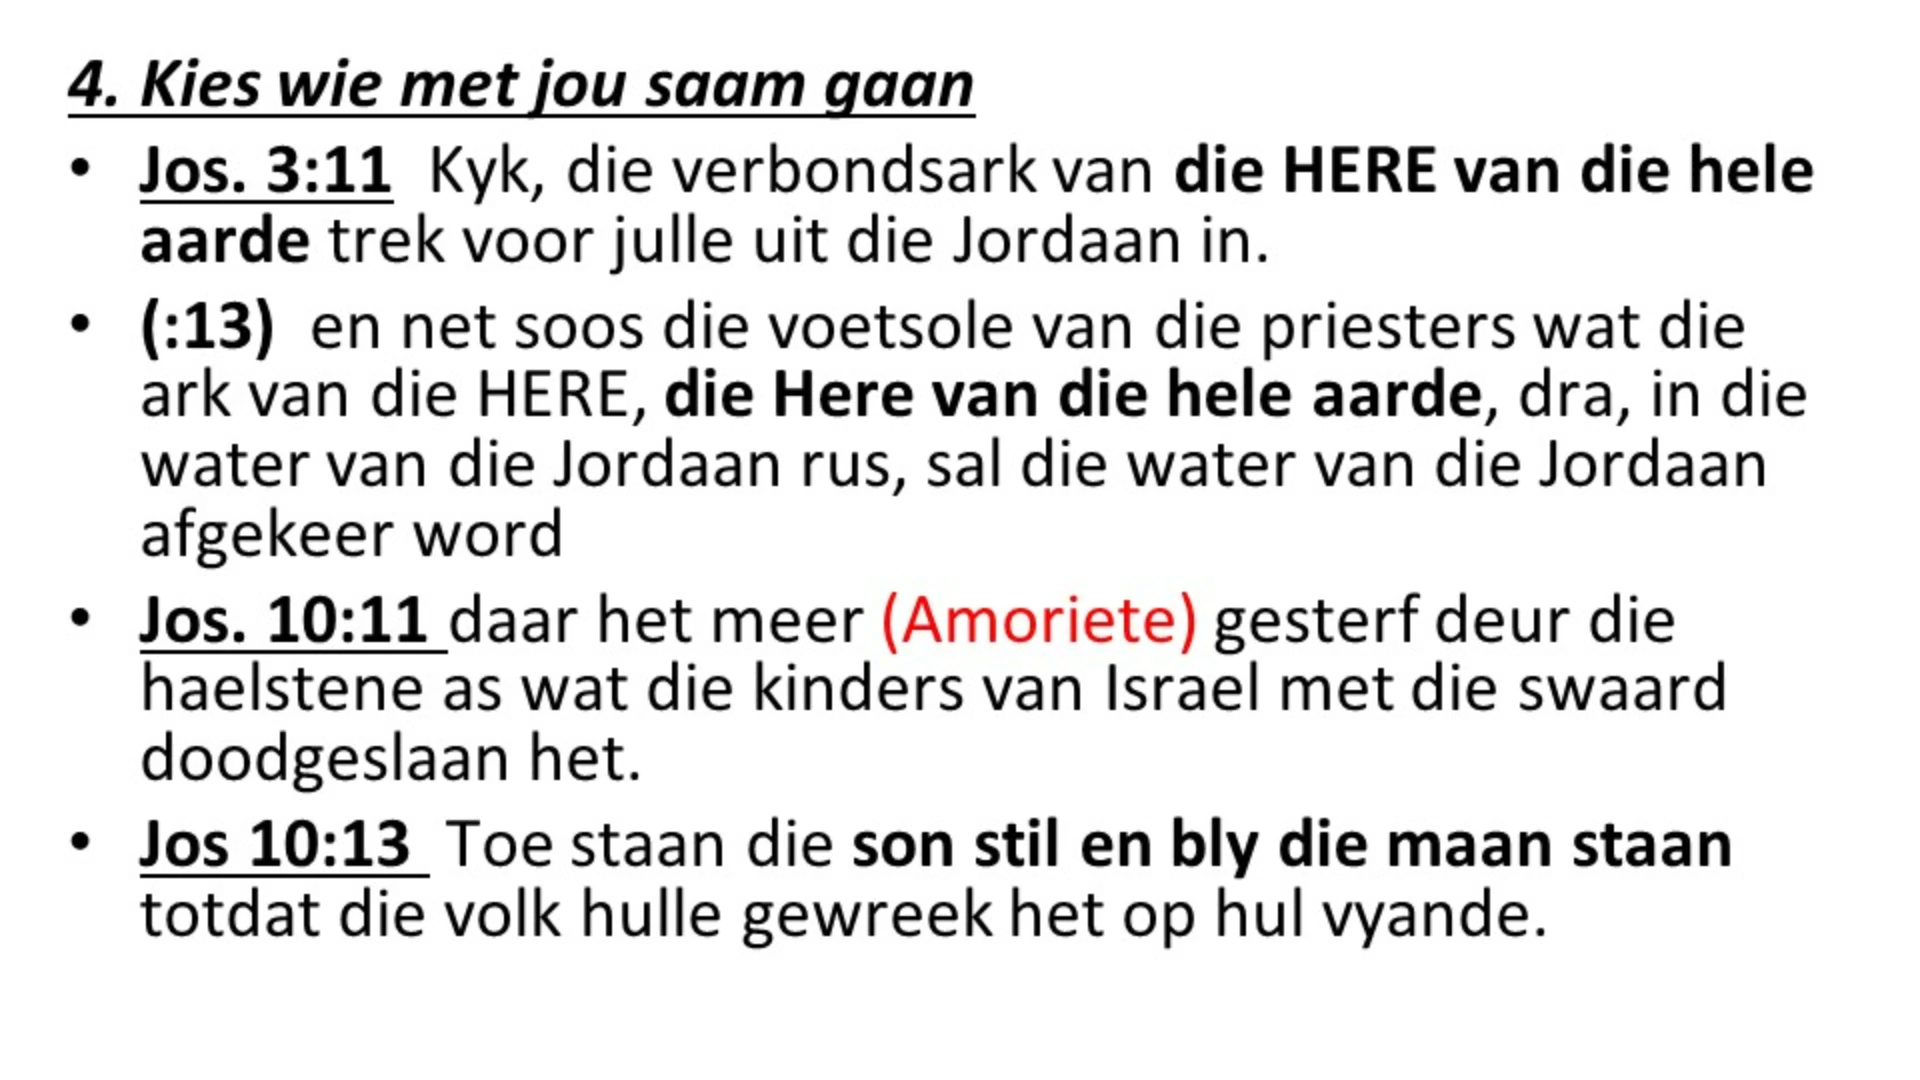 4. Kies wie met jou saam gaan
• Jos. 3:11 Kyk, die verbondsark van die HERE van die hele
aarde trek voor julle uit die Jordaan in.
• (:13) en net soos die voetsole van die priesters wat die
ark van die HERE, die Here van die hele aarde, dra, in die
water van die Jordaan rus, sal die water van die Jordaan
afgekeer word
• Jos. 10:11 daar het meer (Amoriete) gesterf deur die
haelstene as wat die kinders van Israel met die swaard
doodgeslaan het.
• Jos 10:13 Toe staan die son stil en bly die maan staan
totdat die volk hulle gewreek het op hul vyande.